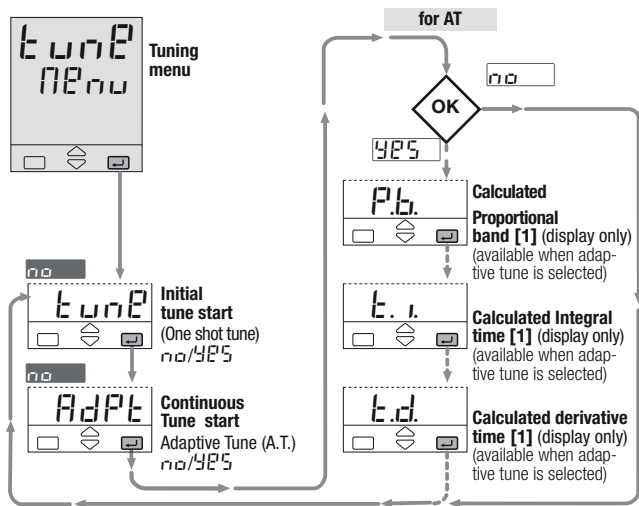 for AT
tunE
MEnu
Tuning
menu
no
OK
YES
P.b.
Calculated
Proportional
band [1] (display only)
(available when adap-
tive tune is selected)
no
tunE
Initial
tune start
(One shot tune)
no/YES
t.i.
Calculated Integral
time [1] (display only)
(available when adap-
tive tune is selected)
no
AdPt
Continuous
Tune start
Adaptive Tune (A.T.)
no/YES
t.d.
Calculated derivative
time [1] (display only)
(available when adap-
tive tune is selected)